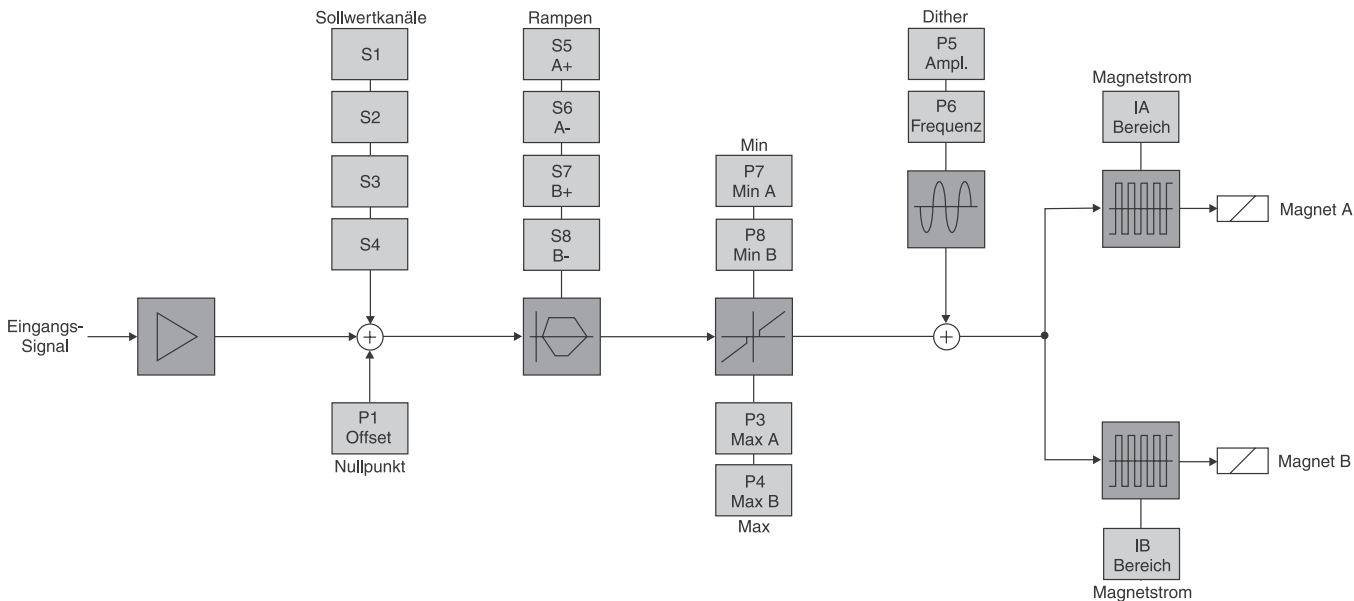 Sollwertkanäle
S1
S2
S3
S4
Rampen
S5
A+
S6
A-
S7
B+
S8
B-
Min
P7
Min A
P8
Min B
Dither
P5
Ampl.
P6
Frequenz
Magnetstrom
IA
Bereich
Magnet A
Eingangs-
Signal
P1
Offset
Nullpunkt
P3
Max A
P4
Max B
Max
Magnet B
IB
Bereich
Magnetstrom